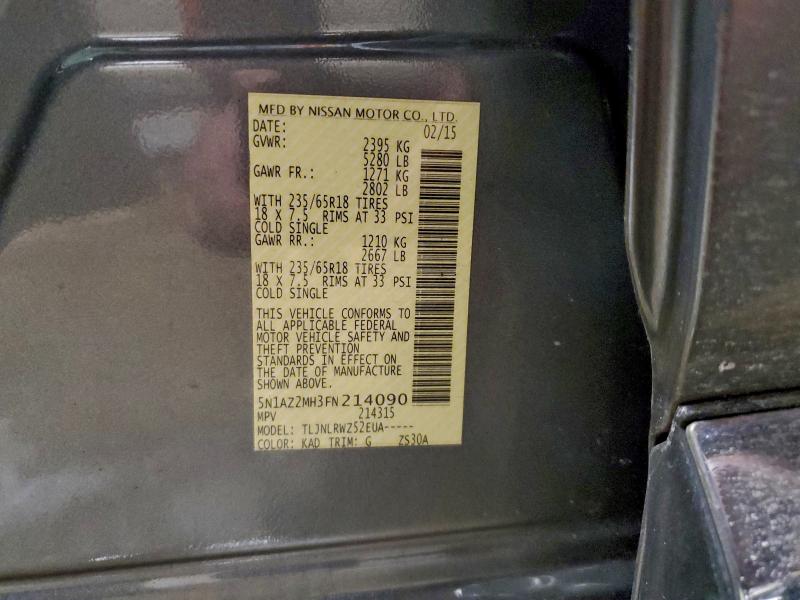 MFD BY NISSAN MOTOR CO., LTD.
DATE: 02/15
GVWR: 2395 KG
5280 LB
GAWR FR.: 1271 KG
2802 LB
WITH 235/65R18 TIRES
18 X 7.5 RIMS AT 33 PSI
COLD SINGLE
GAWR RR.: 1210 KG
2667 LB
WITH 235/65R18 TIRES
18 X 7.5 RIMS AT 33 PSI
COLD SINGLE
THIS VEHICLE CONFORMS TO
ALL APPLICABLE FEDERAL
MOTOR VEHICLE SAFETY AND
THEFT PREVENTION
STANDARDS IN EFFECT ON
THE DATE OF MANUFACTURE
SHOWN ABOVE.
5N1AZ2MH3FN214090
MPV 214315
MODEL: TLJNLRWZ52EUA-----
COLOR: KAD TRIM: G ZS30A